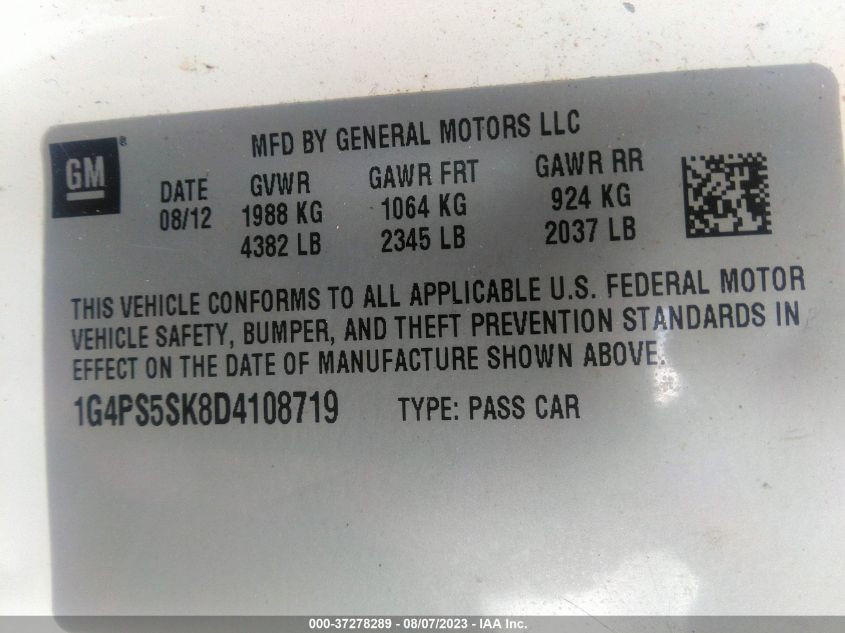 MFD BY GENERAL MOTORS LLC
GM®
DATE GVWR GAWR FRT GAWR RR
08/12 1988 KG 1064 KG 924 KG
4382 LB 2345 LB 2037 LB
THIS VEHICLE CONFORMS TO ALL APPLICABLE U.S. FEDERAL MOTOR
VEHICLE SAFETY, BUMPER, AND THEFT PREVENTION STANDARDS IN
EFFECT ON THE DATE OF MANUFACTURE SHOWN ABOVE.
1G4PS5SK8D4108719 TYPE: PASS CAR
000-37278289 - 08/07/2023 - IAA Inc.